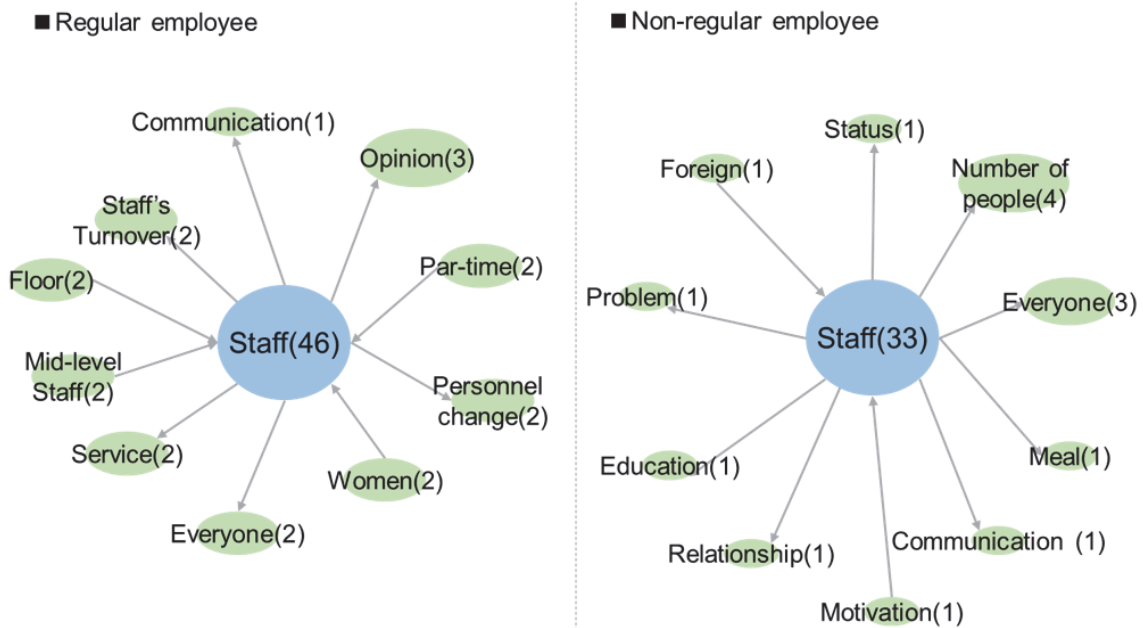 ■ Regular employee
Communication(1)
Opinion(3)
Staff's
Turnover(2)
Par-time(2)
Floor(2)
Staff(46)
Mid-level
Staff(2)
Personnel
change(2)
Service(2)
Women(2)
Everyone(2)
■ Non-regular employee
Status(1)
Foreign(1)
Number of
people(4)
Problem(1)
Everyone(3)
Staff(33)
Education(1)
Meal(1)
Relationship(1)
Communication (1)
Motivation(1)